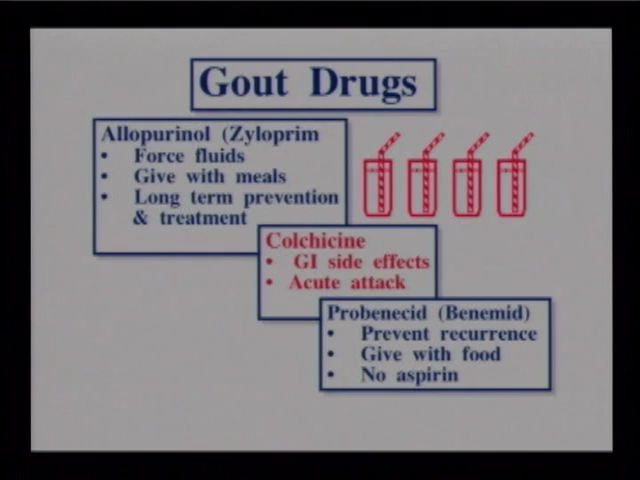 Gout Drugs
Allopurinol (Zyloprim
• Force fluids
• Give with meals
• Long term prevention
& treatment
Colchicine
• GI side effects
• Acute attack
Probenecid (Benemid)
• Prevent recurrence
• Give with food
• No aspirin